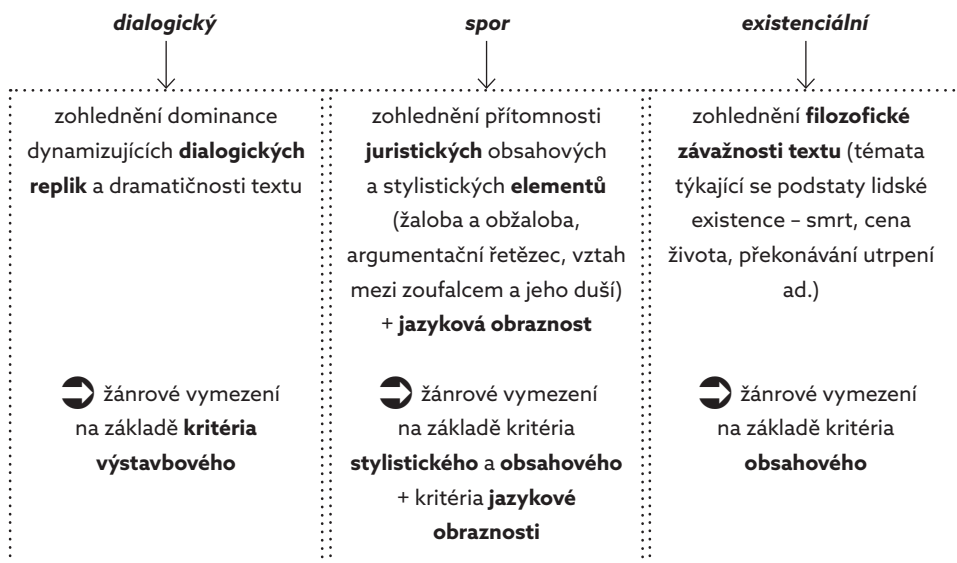 dialogický
zohlednění dominance
dynamizujících dialogických
replik a dramatičnosti textu
žánrové vymezení
na základě kritéria
výstavbového
spor
zohlednění přítomnosti
juristických obsahových
a stylistických elementů
(žaloba a obžaloba,
argumentační řetězec, vztah
mezi zoufalcem a jeho duší)
+ jazyková obraznost
žánrové vymezení
na základě kritéria
stylistického a obsahového
+ kritéria jazykové
obraznosti
existenciální
zohlednění filozofické
závažnosti textu (témata
týkající se podstaty lidské
existence – smrt, cena
života, překonávání utrpení
ad.)
žánrové vymezení
na základě kritéria
obsahového